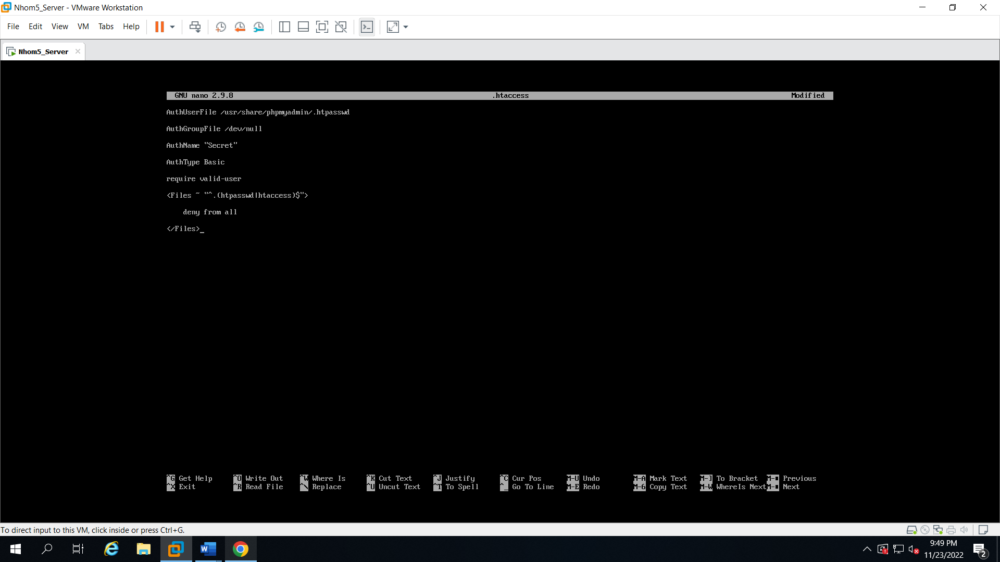 Nhom5_Server - VMware Workstation
File Edit View VM Tabs Help
Nhom5_Server
GNU nano 2.9.8 .htaccess Modified
AuthUserFile /usr/share/phpmyadmin/.htpasswd
AuthGroupFile /dev/null
AuthName "Secret"
AuthType Basic
require valid-user
<Files ~ "^.(htpasswd|htaccess)$">
    deny from all
</Files>_
^G Get Help ^O Write Out ^W Where Is ^K Cut Text ^J Justify ^C Cur Pos M-U Undo M-A Mark Text M-] To Bracket M-■ Previous
^X Exit ^R Read File ^\ Replace ^U Uncut Text ^T To Spell ^_ Go To Line M-E Redo M-6 Copy Text M-W WhereIs Next M-■ Next
To direct input to this VM, click inside or press Ctrl+G.
9:49 PM
11/23/2022
2